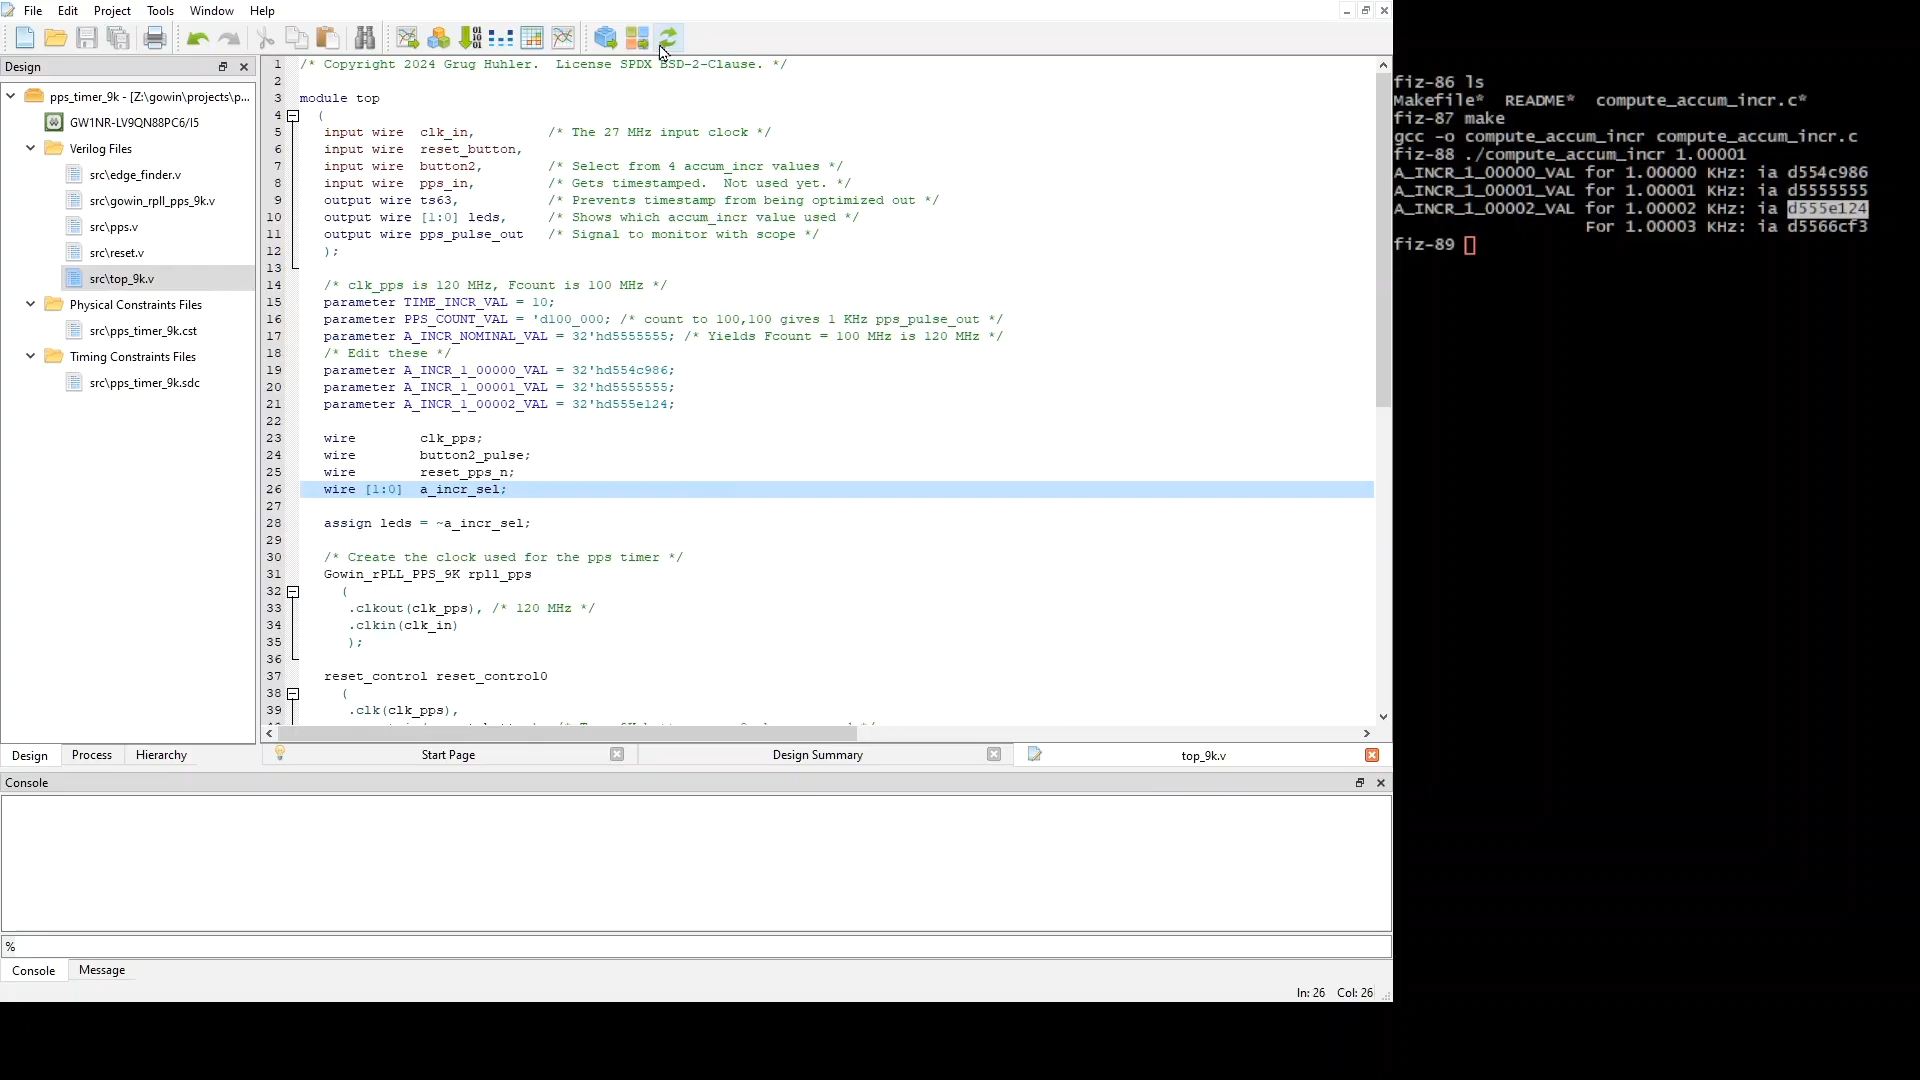 File Edit Project Tools Window Help
Design
pps_timer_9k - [Z:\gowin\projects\p...
GW1NR-LV9QN88PC6/I5
Verilog Files
src\edge_finder.v
src\gowin_rpll_pps_9k.v
src\pps.v
src\reset.v
src\top_9k.v
Physical Constraints Files
src\pps_timer_9k.cst
Timing Constraints Files
src\pps_timer_9k.sdc
Design Process Hierarchy
1 /* Copyright 2024 Grug Huhler. License SPDX BSD-2-Clause. */
2
3 module top
4 (
5 input wire clk_in, /* The 27 MHz input clock */
6 input wire reset_button,
7 input wire button2, /* Select from 4 accum_incr values */
8 input wire pps_in, /* Gets timestamped. Not used yet. */
9 output wire ts63, /* Prevents timestamp from being optimized out */
10 output wire [1:0] leds, /* Shows which accum_incr value used */
11 output wire pps_pulse_out /* Signal to monitor with scope */
12 );
13
14 /* clk_pps is 120 MHz, Fcount is 100 MHz */
15 parameter TIME_INCR_VAL = 10;
16 parameter PPS_COUNT_VAL = 'd100_000; /* count to 100,100 gives 1 KHz pps_pulse_out */
17 parameter A_INCR_NOMINAL_VAL = 32'hd5555555; /* Yields Fcount = 100 MHz is 120 MHz */
18 /* Edit these */
19 parameter A_INCR_1_00000_VAL = 32'hd554c986;
20 parameter A_INCR_1_00001_VAL = 32'hd5555555;
21 parameter A_INCR_1_00002_VAL = 32'hd555e124;
22
23 wire clk_pps;
24 wire button2_pulse;
25 wire reset_pps_n;
26 wire [1:0] a_incr_sel;
27
28 assign leds = ~a_incr_sel;
29
30 /* Create the clock used for the pps timer */
31 Gowin_rPLL_PPS_9K rpll_pps
32 (
33 .clkout(clk_pps), /* 120 MHz */
34 .clkin(clk_in)
35 );
36
37 reset_control reset_control0
38 (
39 .clk(clk_pps),
Start Page Design Summary top_9k.v
Console
%
Console Message
In: 26 Col: 26
fiz-86 ls
Makefile* README* compute_accum_incr.c*
fiz-87 make
gcc -o compute_accum_incr compute_accum_incr.c
fiz-88 ./compute_accum_incr 1.00001
A_INCR_1_00000_VAL for 1.00000 KHz: ia d554c986
A_INCR_1_00001_VAL for 1.00001 KHz: ia d5555555
A_INCR_1_00002_VAL for 1.00002 KHz: ia d555e124
For 1.00003 KHz: ia d5566cf3
fiz-89